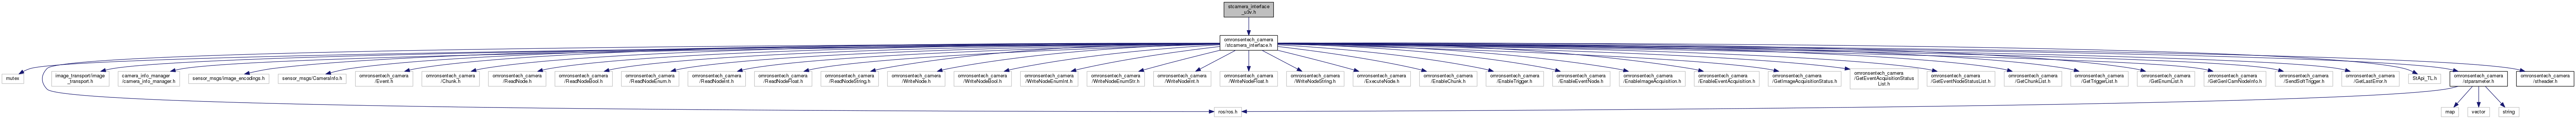 stcamera_interface
_u3v.h
omronsentech_camera
/stcamera_interface.h
mutex
image_transport/image
_transport.h
camera_info_manager
/camera_info_manager.h
sensor_msgs/image_encodings.h
sensor_msgs/CameraInfo.h
omronsentech_camera
/Event.h
omronsentech_camera
/Chunk.h
omronsentech_camera
/ReadNode.h
omronsentech_camera
/ReadNodeBool.h
omronsentech_camera
/ReadNodeEnum.h
omronsentech_camera
/ReadNodeInt.h
omronsentech_camera
/ReadNodeFloat.h
omronsentech_camera
/ReadNodeString.h
omronsentech_camera
/WriteNode.h
omronsentech_camera
/WriteNodeBool.h
omronsentech_camera
/WriteNodeEnumInt.h
omronsentech_camera
/WriteNodeEnumStr.h
omronsentech_camera
/WriteNodeInt.h
omronsentech_camera
/WriteNodeFloat.h
omronsentech_camera
/WriteNodeString.h
omronsentech_camera
/ExecuteNode.h
omronsentech_camera
/EnableChunk.h
omronsentech_camera
/EnableTrigger.h
omronsentech_camera
/EnableEventNode.h
omronsentech_camera
/EnableImageAcquisition.h
omronsentech_camera
/EnableEventAcquisition.h
omronsentech_camera
/GetImageAcquisitionStatus.h
omronsentech_camera
/GetEventAcquisitionStatus
List.h
omronsentech_camera
/GetEventNodeStatusList.h
omronsentech_camera
/GetChunkList.h
omronsentech_camera
/GetTriggerList.h
omronsentech_camera
/GetEnumList.h
omronsentech_camera
/GetGenICamNodeInfo.h
omronsentech_camera
/SendSoftTrigger.h
omronsentech_camera
/GetLastError.h
StApi_TL.h
omronsentech_camera
/stparameter.h
omronsentech_camera
/stheader.h
ros/ros.h
map
vector
string